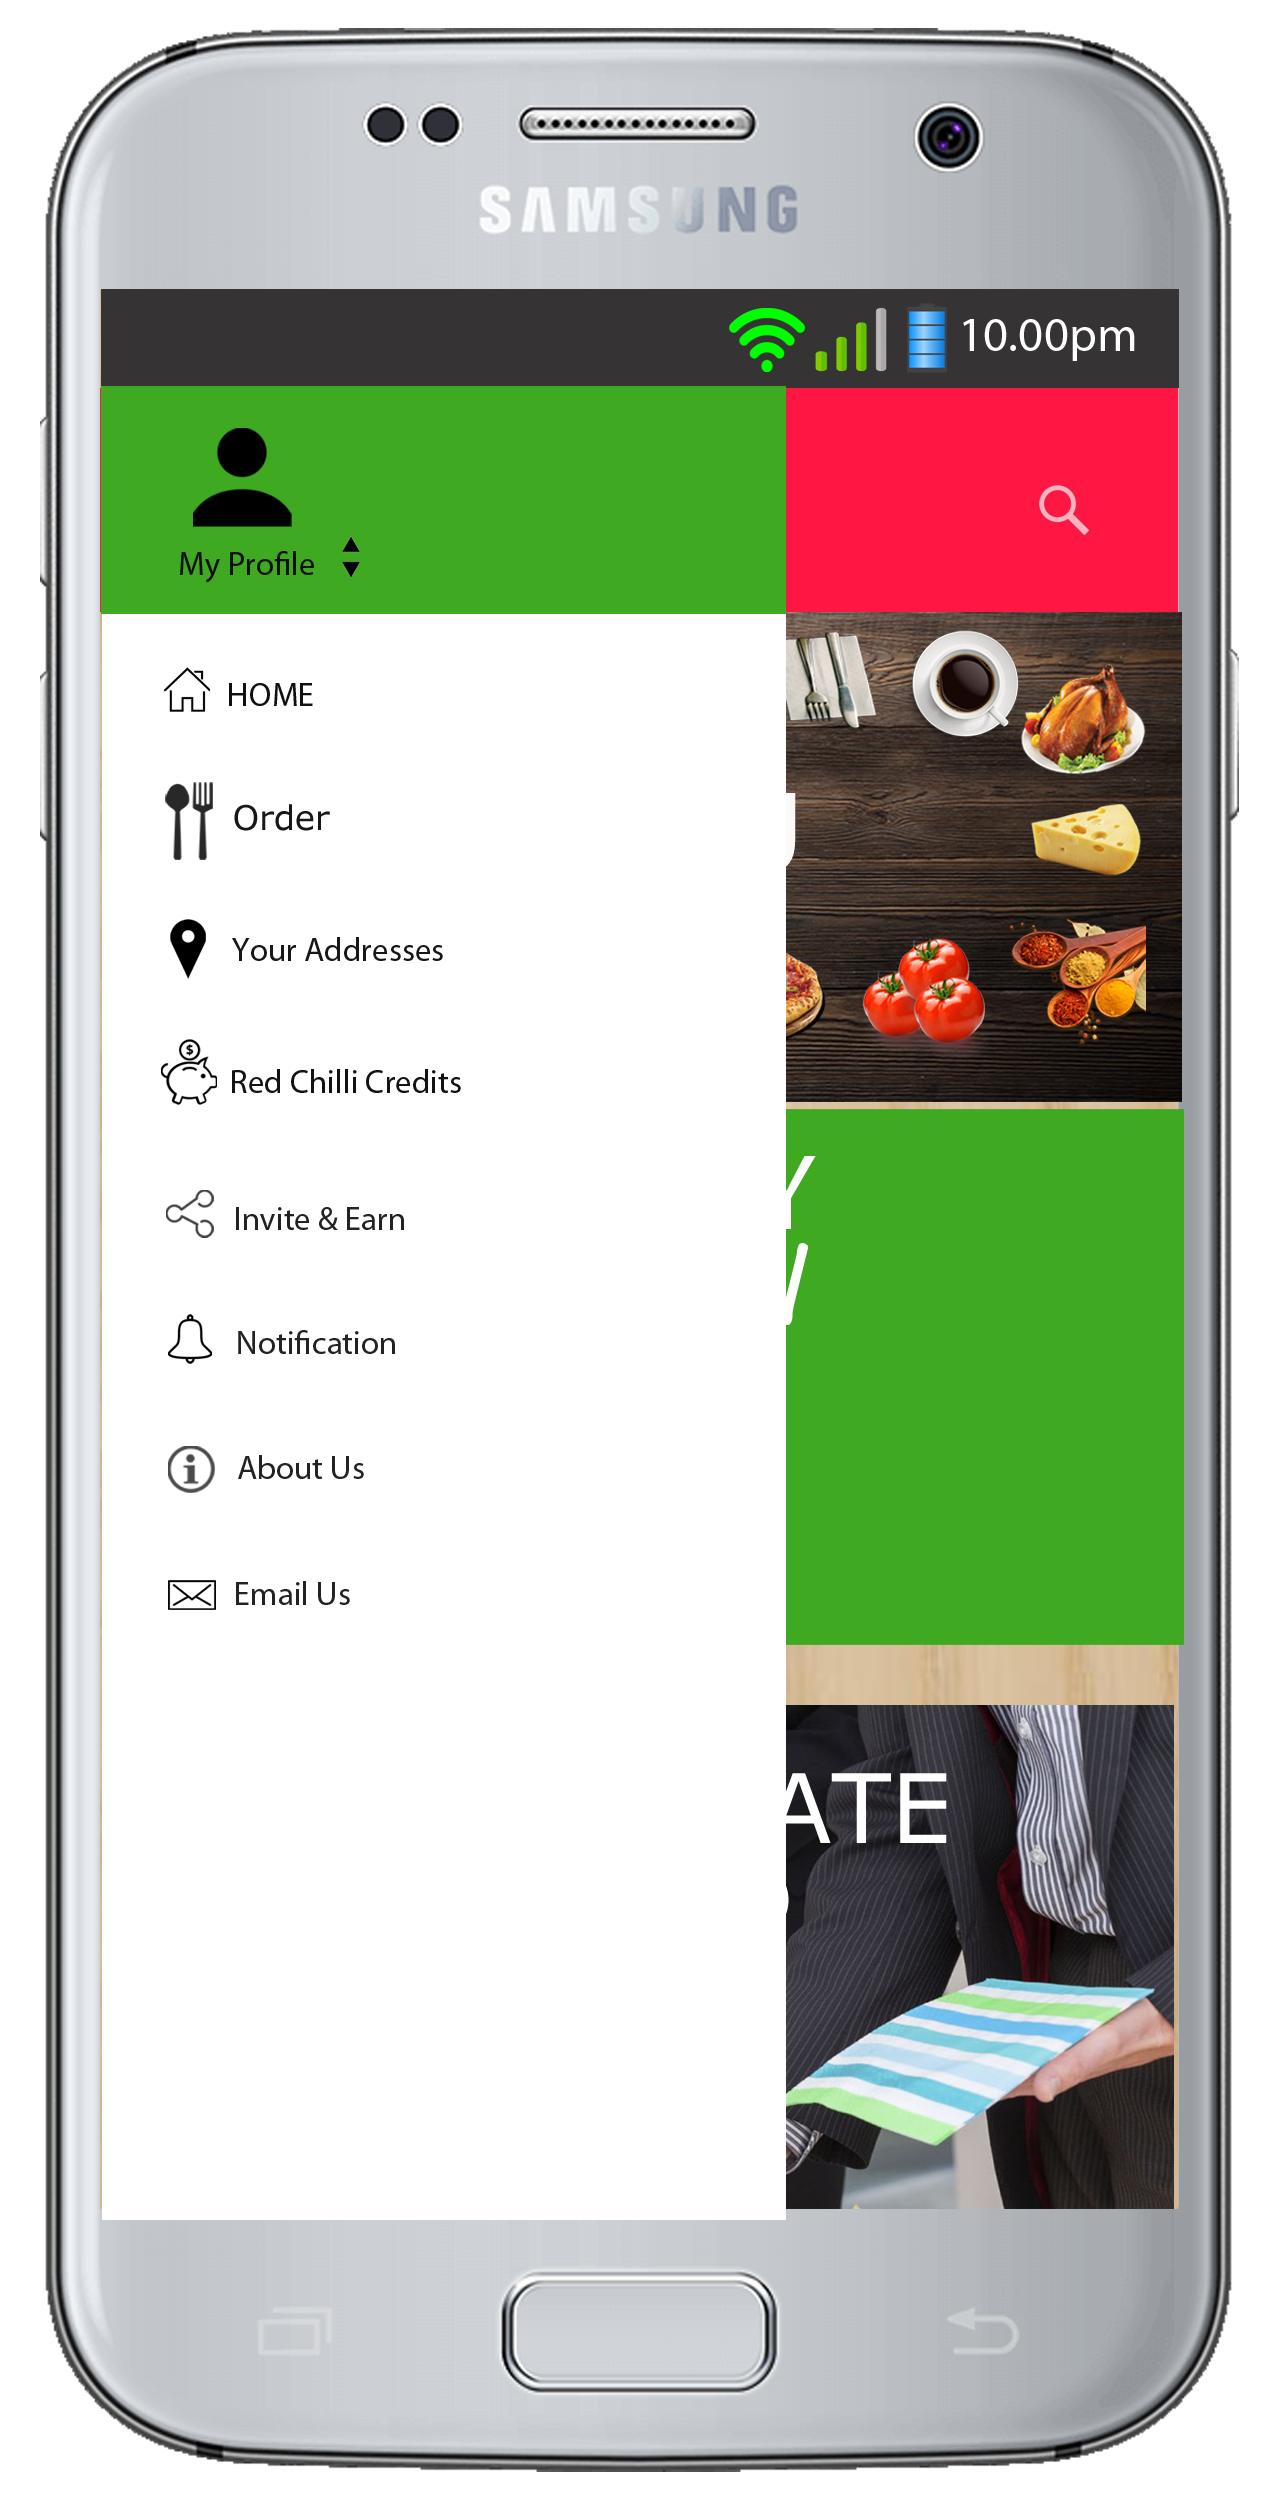 SAMSUNG
10.00pm
My Profile
HOME
Order
Your Addresses
Red Chilli Credits
Invite & Earn
Notification
About Us
Email Us